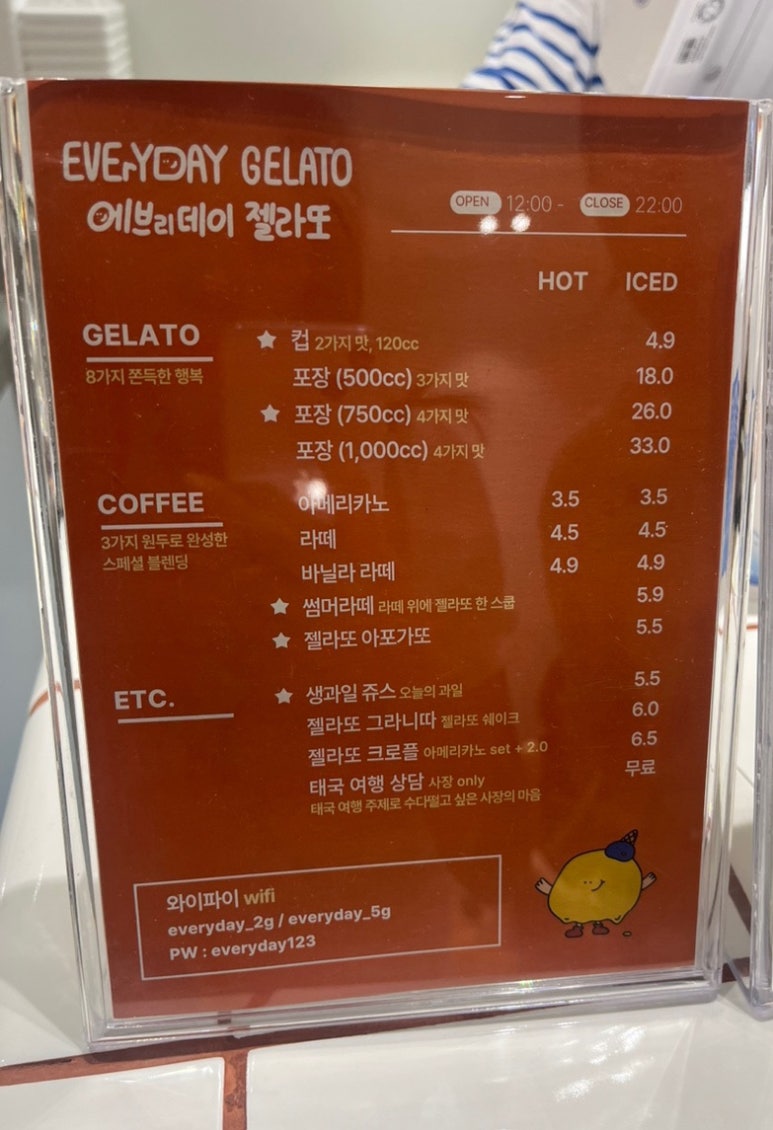 EVERYDAY GELATO
에브리데이 젤라또
OPEN 12:00 - CLOSE 22:00
HOT ICED
GELATO
8가지 쫀득한 행복
★ 컵 2가지 맛, 120cc 4.9
포장 (500cc) 3가지 맛 18.0
★ 포장 (750cc) 4가지 맛 26.0
포장 (1,000cc) 4가지 맛 33.0
COFFEE
3가지 원두로 완성한
스페셜 블렌딩
아메리카노 3.5 3.5
라떼 4.5 4.5
바닐라 라떼 4.9 4.9
★ 썸머라떼 라떼 위에 젤라또 한 스쿱 5.9
★ 젤라또 아포가또 5.5
ETC.
★ 생과일 쥬스 오늘의 과일 5.5
젤라또 그라니따 젤라또 쉐이크 6.0
젤라또 크로플 아메리카노 set + 2.0 6.5
태국 여행 상담 사장 only 무료
태국 여행 주제로 수다떨고 싶은 사장의 마음
와이파이 wifi
everyday_2g / everyday_5g
PW : everyday123